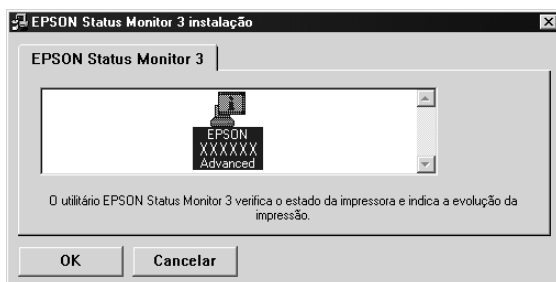 EPSON Status Monitor 3 instalação
EPSON Status Monitor 3
EPSON
XXXXXX
Advanced
O utilitário EPSON Status Monitor 3 verifica o estado da impressora e indica a evolução da
impressão.
OK
Cancelar